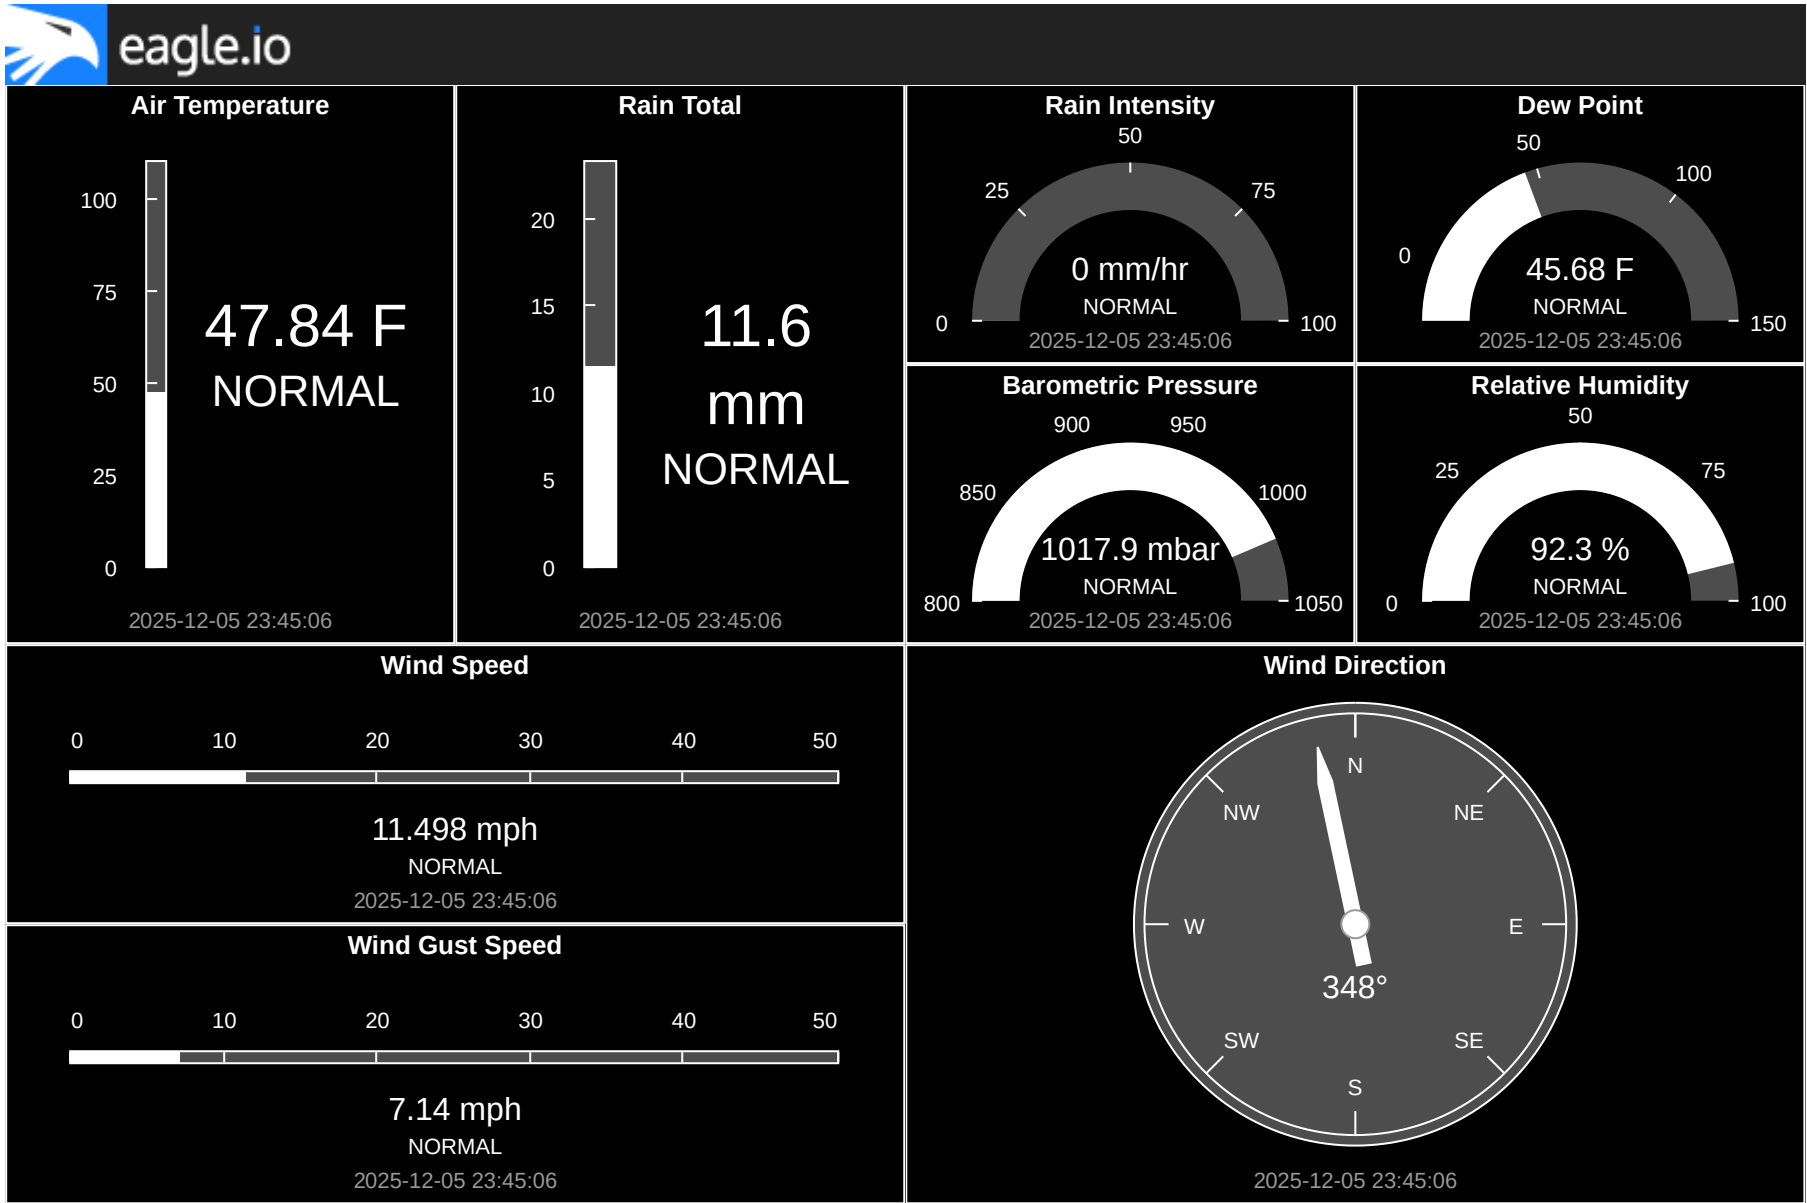 eagle.io
Air Temperature
100
75
50
25
0
47.84 F
NORMAL
2025-12-05 23:45:06
Rain Total
20
15
10
5
0
11.6
mm
NORMAL
2025-12-05 23:45:06
Rain Intensity
50
25
75
0
100
0 mm/hr
NORMAL
2025-12-05 23:45:06
Dew Point
50
100
0
150
45.68 F
NORMAL
2025-12-05 23:45:06
Barometric Pressure
900
950
850
1000
800
1050
1017.9 mbar
NORMAL
2025-12-05 23:45:06
Relative Humidity
50
25
75
0
100
92.3 %
NORMAL
2025-12-05 23:45:06
Wind Speed
0 10 20 30 40 50
11.498 mph
NORMAL
2025-12-05 23:45:06
Wind Gust Speed
0 10 20 30 40 50
7.14 mph
NORMAL
2025-12-05 23:45:06
Wind Direction
N
NW
NE
W
E
348°
SW
SE
S
2025-12-05 23:45:06